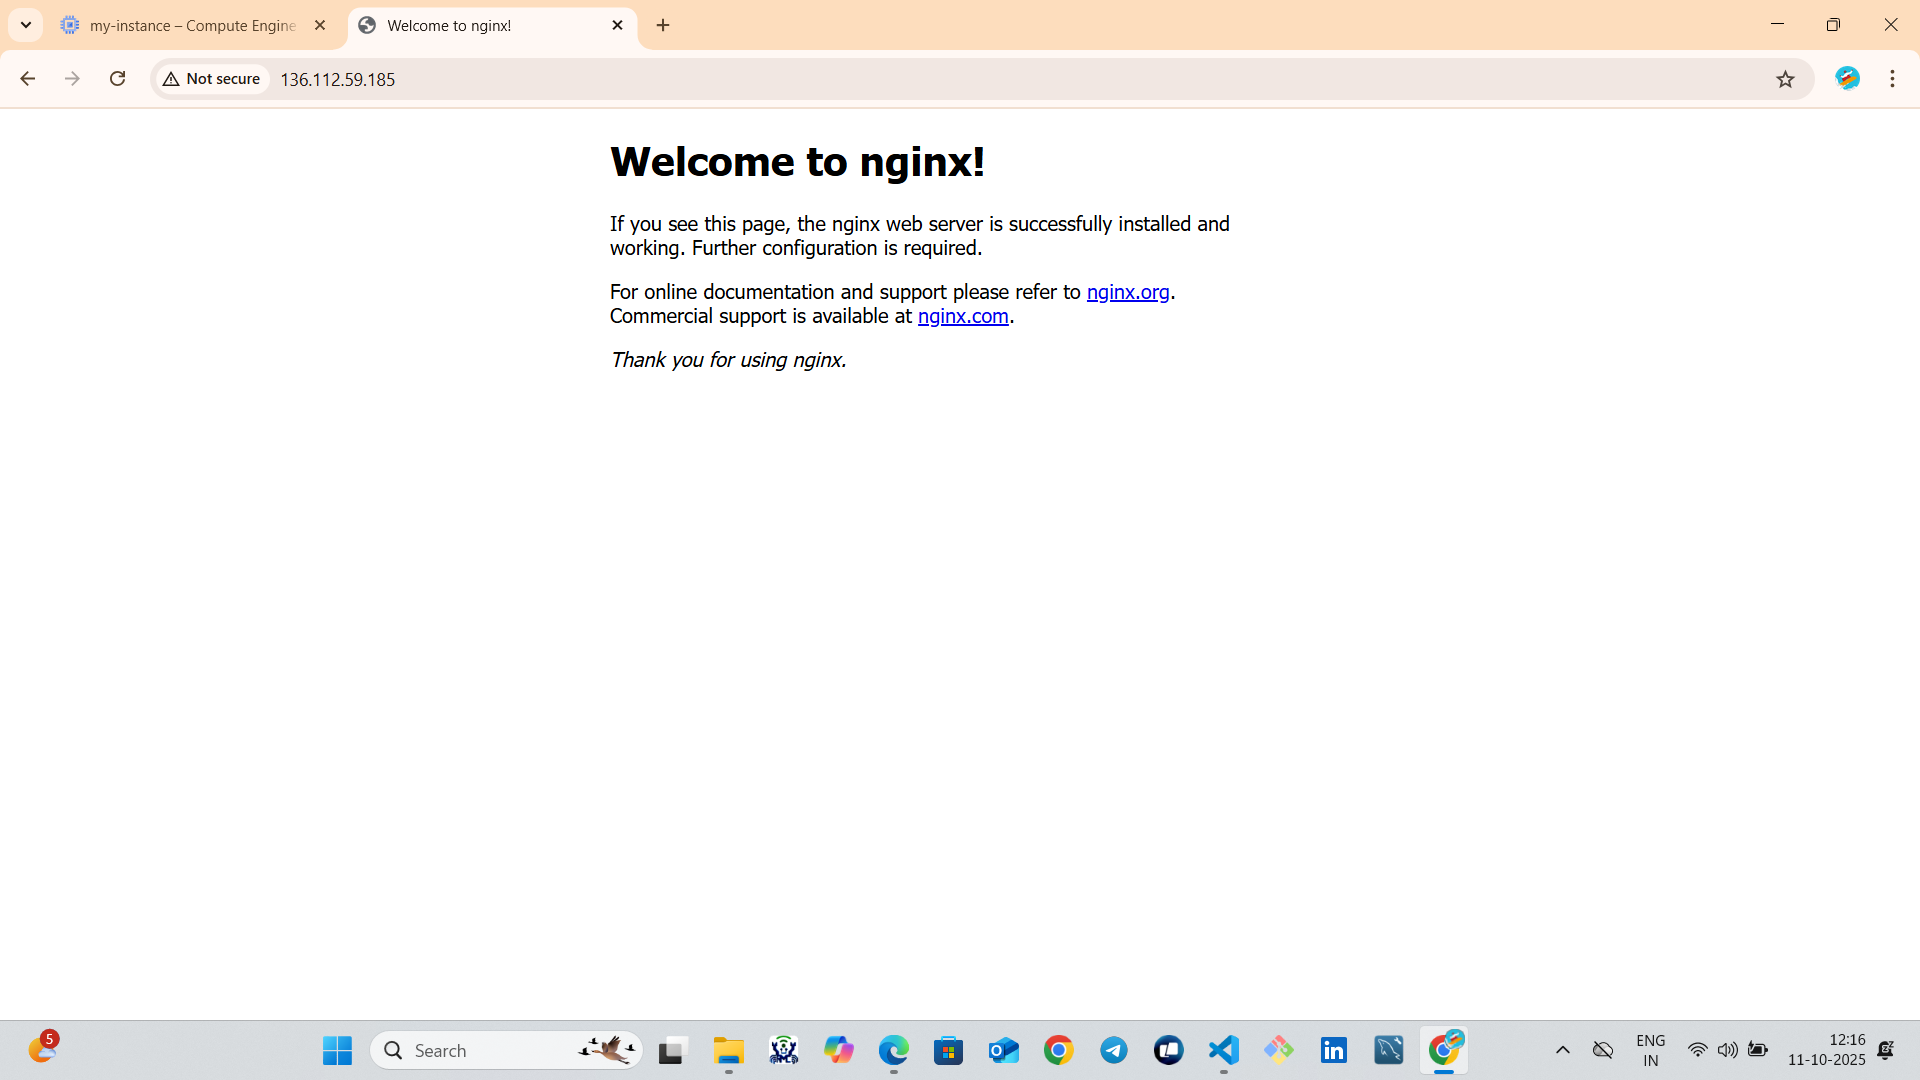 my-instance – Compute Engine
Welcome to nginx!
Not secure
136.112.59.185
Welcome to nginx!
If you see this page, the nginx web server is successfully installed and
working. Further configuration is required.
For online documentation and support please refer to nginx.org.
Commercial support is available at nginx.com.
Thank you for using nginx.
5
Search
ENG
IN
12:16
11-10-2025